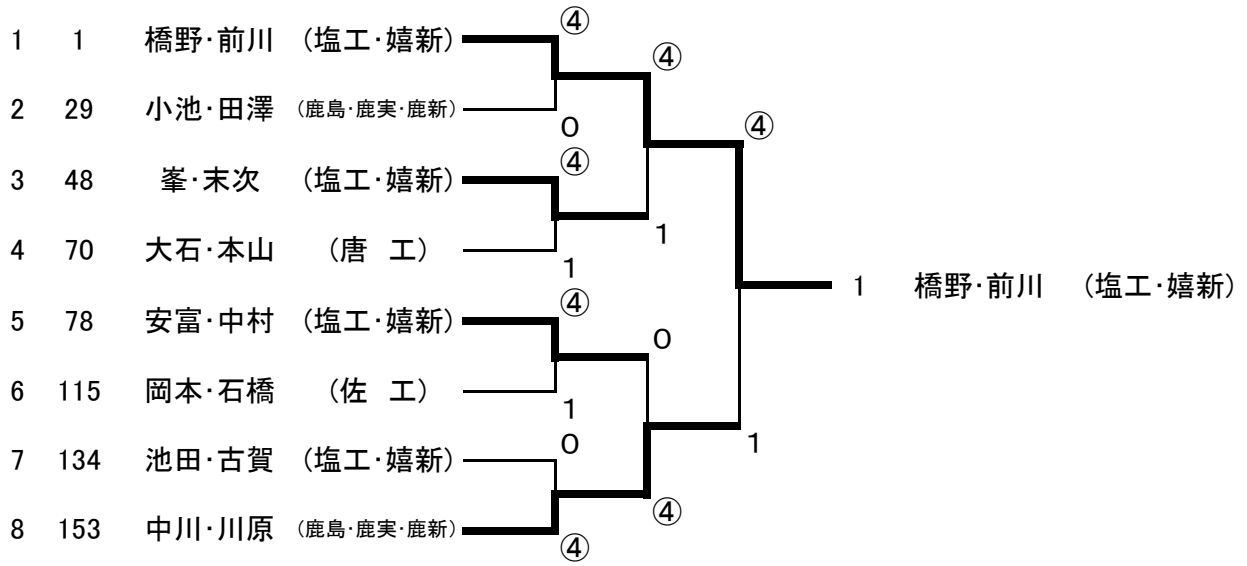 ④
1 1 橋野・前川 (塩工・嬉新)
④
2 29 小池・田澤 (鹿島・鹿実・鹿新)
0
④
④
3 48 峯・末次 (塩工・嬉新)
1
4 70 大石・本山 (唐 工)
1
1 橋野・前川 (塩工・嬉新)
④
5 78 安富・中村 (塩工・嬉新)
0
6 115 岡本・石橋 (佐 工)
1
0
1
7 134 池田・古賀 (塩工・嬉新)
④
8 153 中川・川原 (鹿島・鹿実・鹿新)
④